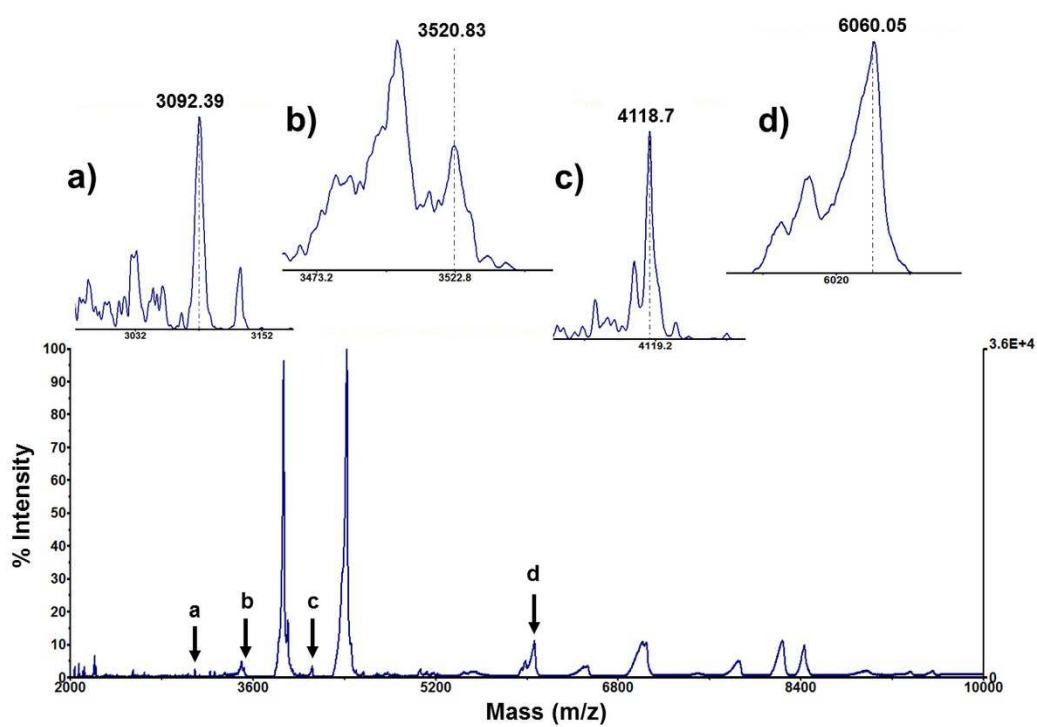 3520.83
6060.05
3092.39
b)
4118.7
d)
a)
c)
3473.2 3522.8
6020
3032 3152
4119.2
100
90
80
70
60
50
40
30
20
10
0
3.6E+4
0
% Intensity
a
b
c
d
2000 3600 5200 6800 8400 10000
Mass (m/z)